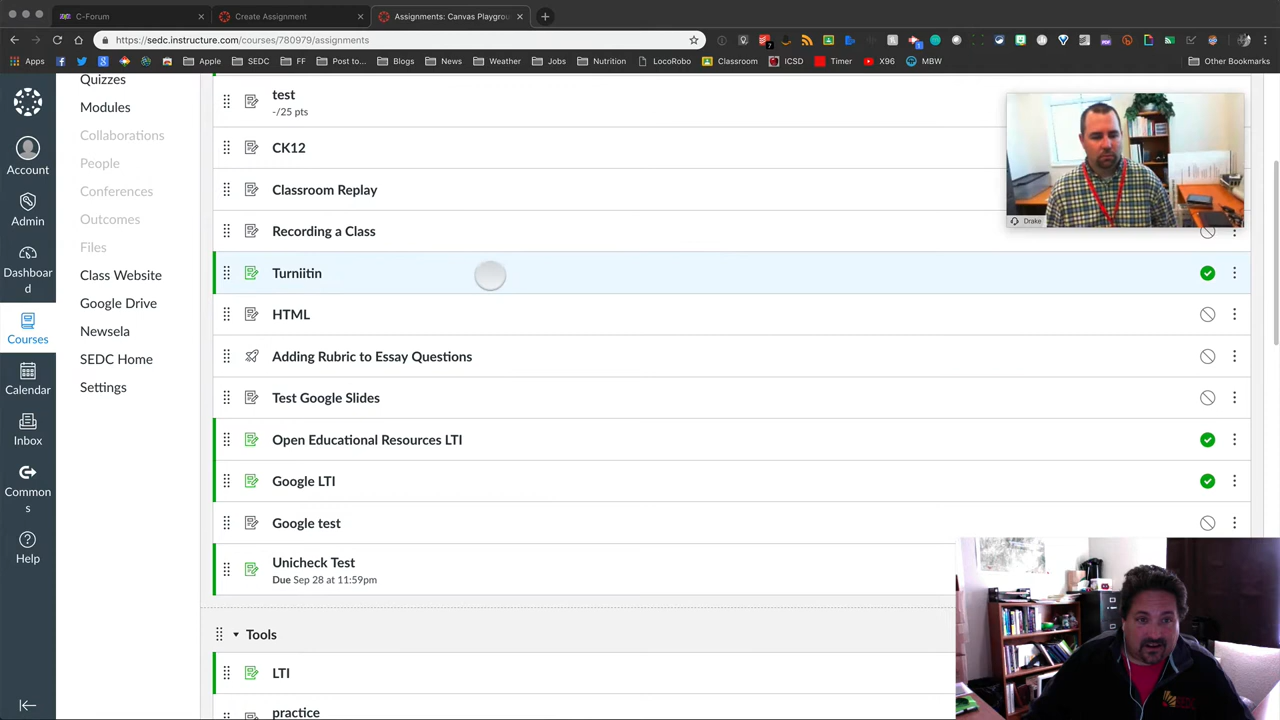 C-Forum
Create Assignment
Assignments: Canvas Playgrou
https://sedc.instructure.com/courses/780979/assignments
Apps
Apple
SEDC
FF
Post to...
Blogs
News
Weather
Jobs
Nutrition
LocoRobo
Classroom
ICSD
Timer
X96
MBW
Other Bookmarks
Account
Admin
Dashboar
d
Courses
Calendar
Inbox
Common
s
Help
Quizzes
Modules
Collaborations
People
Conferences
Outcomes
Files
Class Website
Google Drive
Newsela
SEDC Home
Settings
test
-/25 pts
CK12
Classroom Replay
Recording a Class
Turniitin
HTML
Adding Rubric to Essay Questions
Test Google Slides
Open Educational Resources LTI
Google LTI
Google test
Unicheck Test
Due Sep 28 at 11:59pm
Tools
LTI
practice
Drake